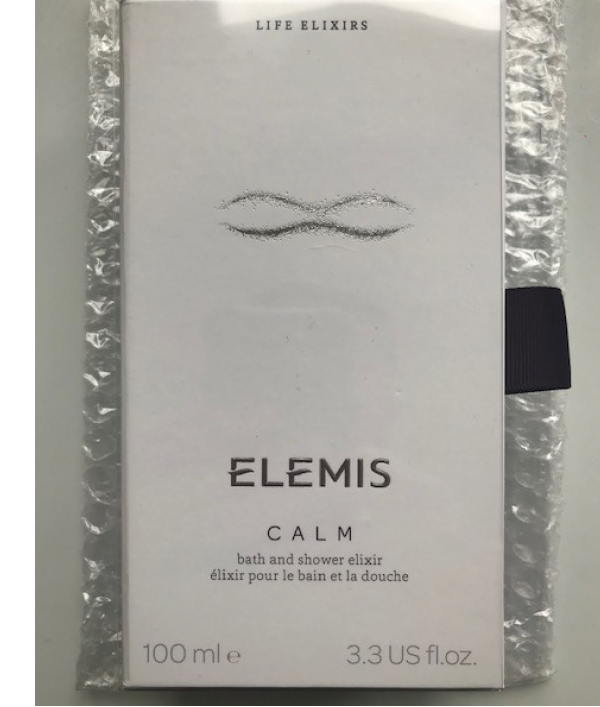 LIFE ELIXIRS
ELEMIS
CALM
bath and shower elixir
élixir pour le bain et la douche
100 ml ℮ 3.3 US fl.oz.